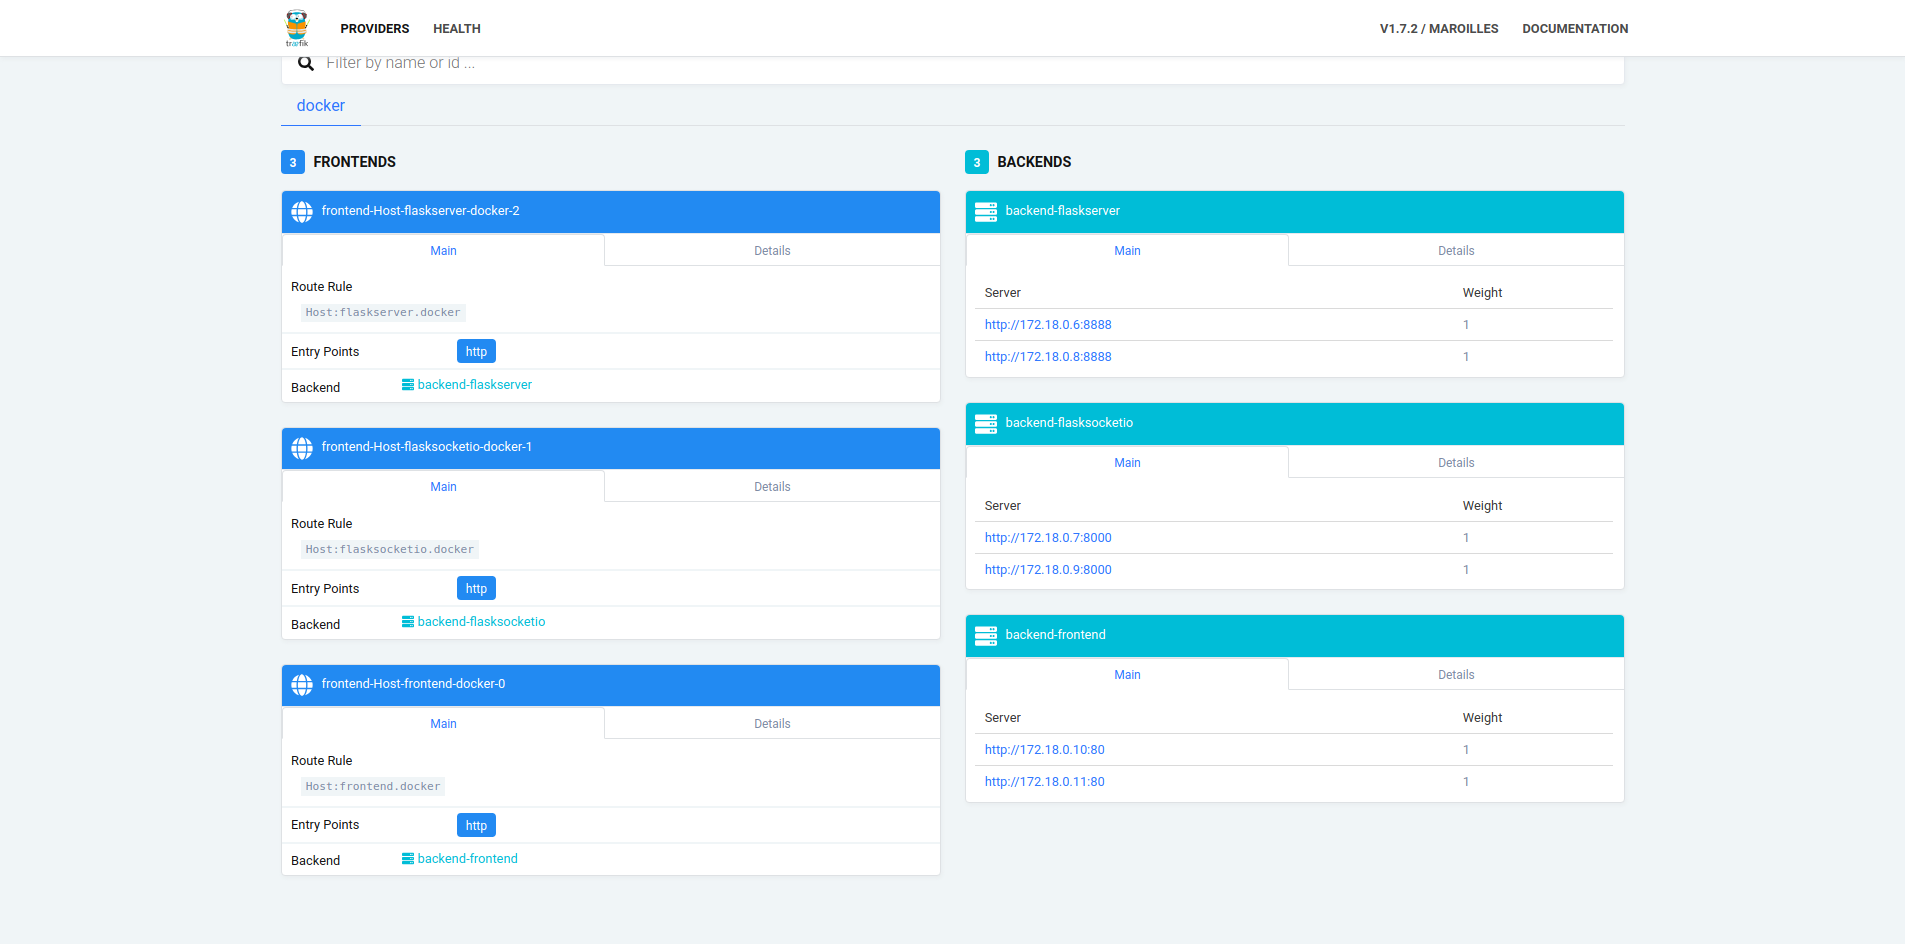 træfik
PROVIDERS
HEALTH
V1.7.2 / MAROILLES
DOCUMENTATION
Filter by name or id ...
docker
3 FRONTENDS
frontend-Host-flaskserver-docker-2
Main Details
Route Rule
Host:flaskserver.docker
Entry Points http
Backend backend-flaskserver
frontend-Host-flasksocketio-docker-1
Main Details
Route Rule
Host:flasksocketio.docker
Entry Points http
Backend backend-flasksocketio
frontend-Host-frontend-docker-0
Main Details
Route Rule
Host:frontend.docker
Entry Points http
Backend backend-frontend
3 BACKENDS
backend-flaskserver
Main Details
Server Weight
http://172.18.0.6:8888 1
http://172.18.0.8:8888 1
backend-flasksocketio
Main Details
Server Weight
http://172.18.0.7:8000 1
http://172.18.0.9:8000 1
backend-frontend
Main Details
Server Weight
http://172.18.0.10:80 1
http://172.18.0.11:80 1